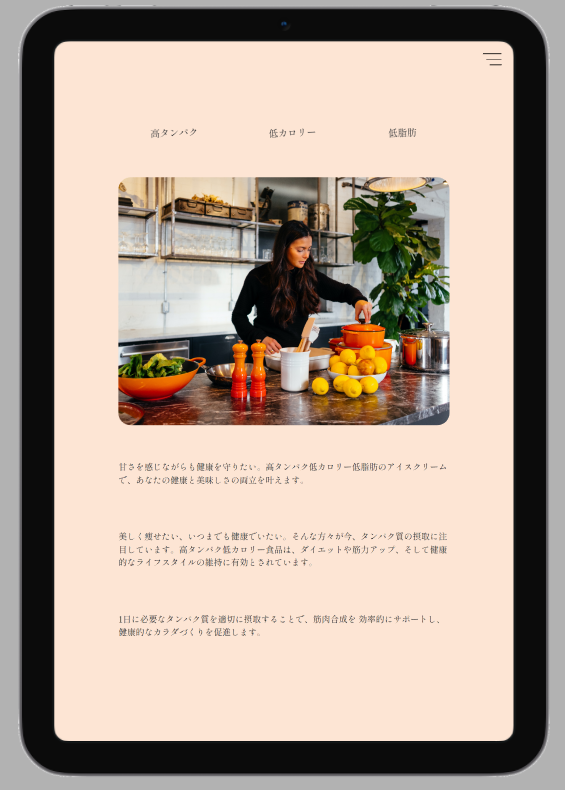 高タンパク 低カロリー 低脂肪
甘さを感じながらも健康を守りたい。高タンパク低カロリー低脂肪のアイスクリーム
で、あなたの健康と美味しさの両立を叶えます。
美しく痩せたい、いつまでも健康でいたい。そんな方々が今、タンパク質の摂取に注
目しています。高タンパク低カロリー食品は、ダイエットや筋力アップ、そして健康
的なライフスタイルの維持に有効とされています。
1日に必要なタンパク質を適切に摂取することで、筋肉合成を 効率的にサポートし、
健康的なカラダづくりを促進します。